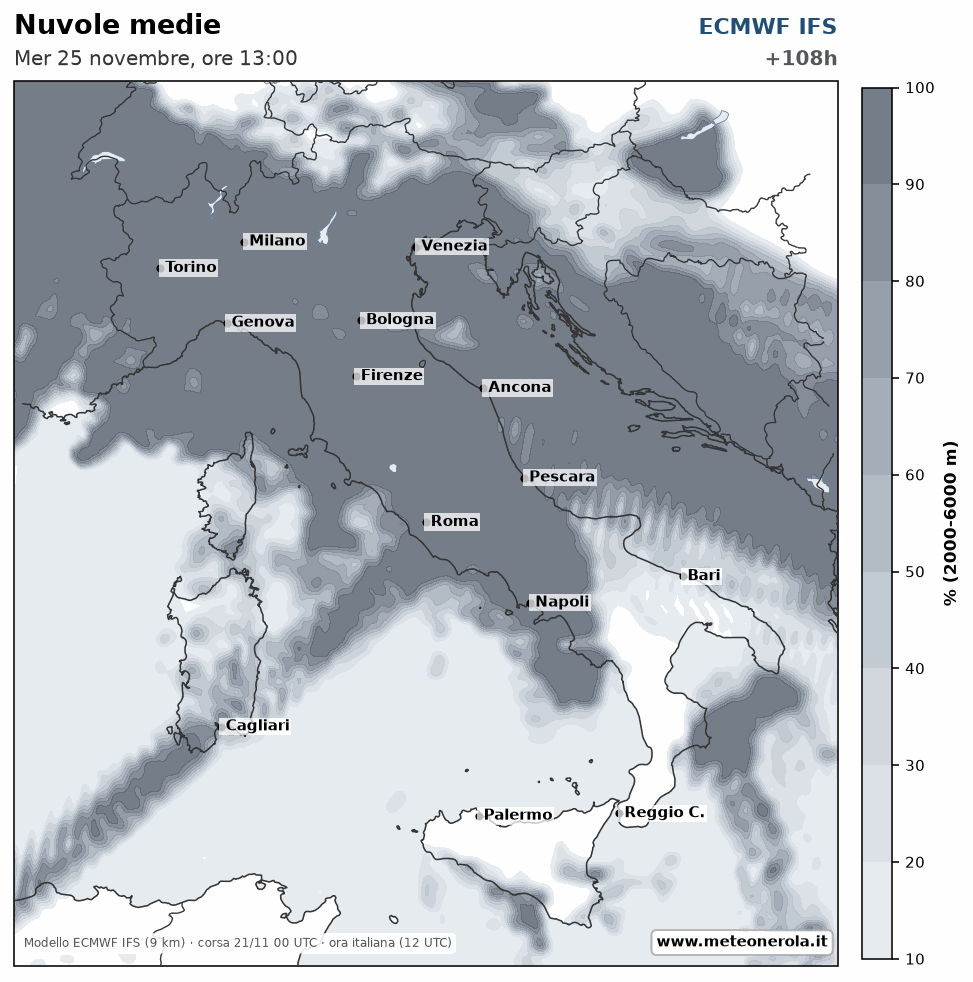 Nuvole medie
ECMWF IFS
Mer 25 novembre, ore 13:00
+108h
Milano
Venezia
Torino
Genova
Bologna
Firenze
Ancona
Pescara
Roma
Bari
Napoli
Cagliari
Palermo
Reggio C.
Modello ECMWF IFS (9 km) · corsa 21/11 00 UTC · ora italiana (12 UTC)
www.meteonerola.it
100
90
80
70
60
50
40
30
20
10
% (2000-6000 m)